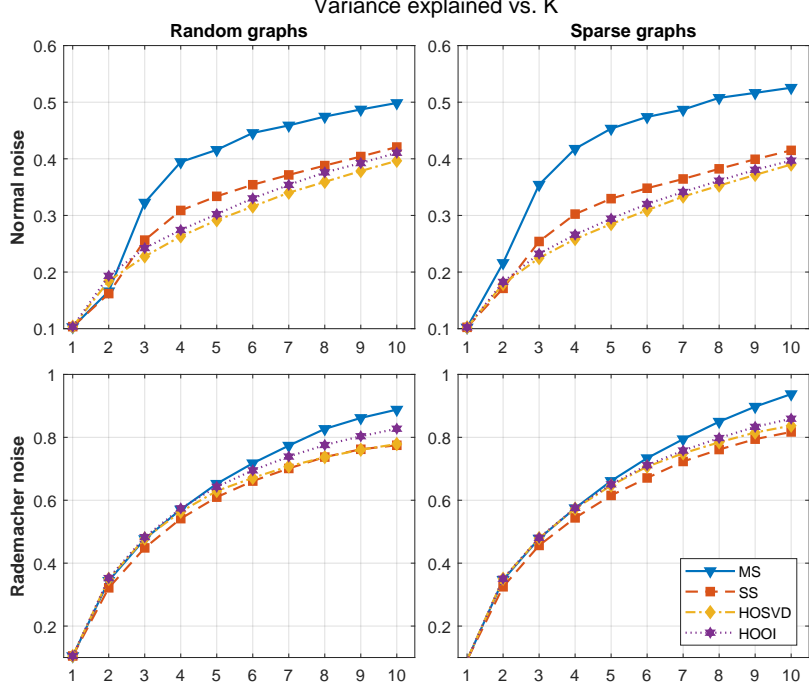 Variance explained vs. K
Random graphs
Sparse graphs
Normal noise
0.6
0.5
0.4
0.3
0.2
0.1
1 2 3 4 5 6 7 8 9 10
0.6
0.5
0.4
0.3
0.2
0.1
1 2 3 4 5 6 7 8 9 10
Rademacher noise
1
0.8
0.6
0.4
0.2
1 2 3 4 5 6 7 8 9 10
1
0.8
0.6
0.4
0.2
1 2 3 4 5 6 7 8 9 10
MS
SS
HOSVD
HOOI